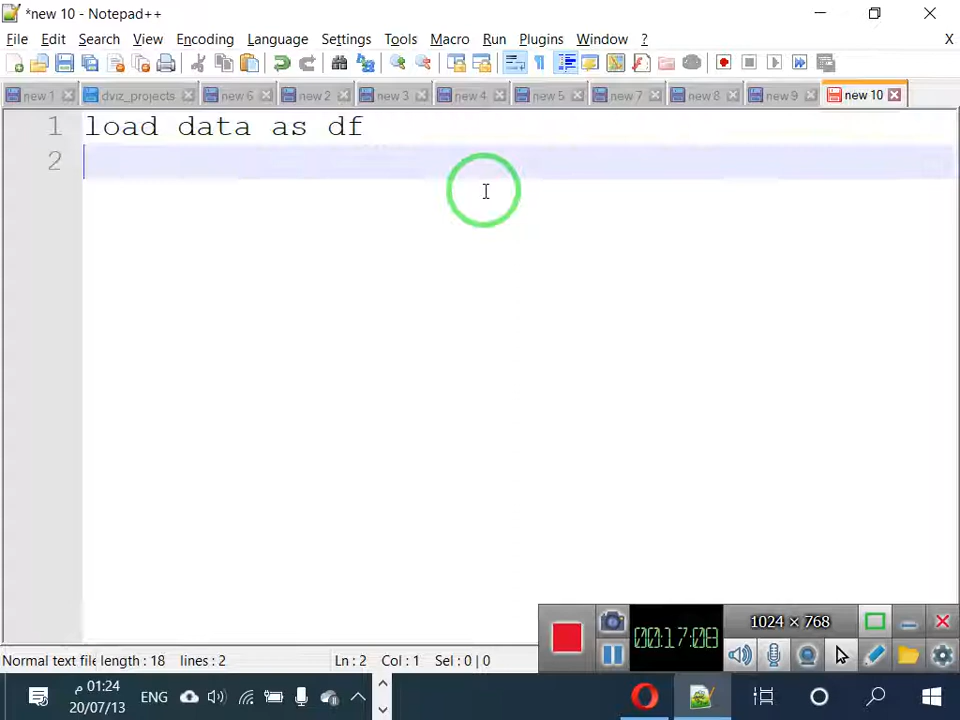 *new 10 - Notepad++
File Edit Search View Encoding Language Settings Tools Macro Run Plugins Window ? X
new 1 dviz_projects new 6 new 2 new 3 new 4 new 5 new 7 new 8 new 9 new 10
1 load data as df
2
00:17:08
1024 × 768
Normal text file length : 18 lines : 2 Ln : 2 Col : 1 Sel : 0 | 0
م 01:24
20/07/13
ENG